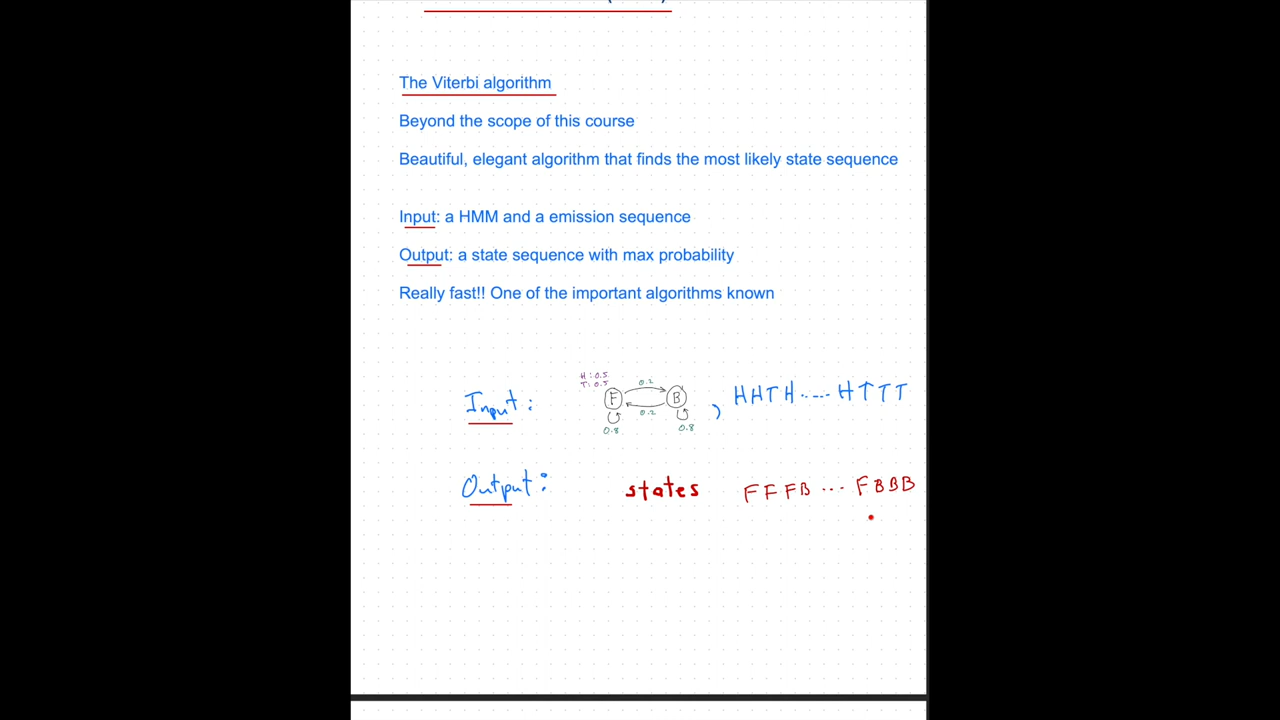 The Viterbi algorithm
Beyond the scope of this course
Beautiful, elegant algorithm that finds the most likely state sequence
Input: a HMM and a emission sequence
Output: a state sequence with max probability
Really fast!! One of the important algorithms known
H: 0.5
T: 0.5
0.2
Input: F B , HHTH ..... HTTT
0.2
0.8 0.8
Output: states FFFB ... FBBB